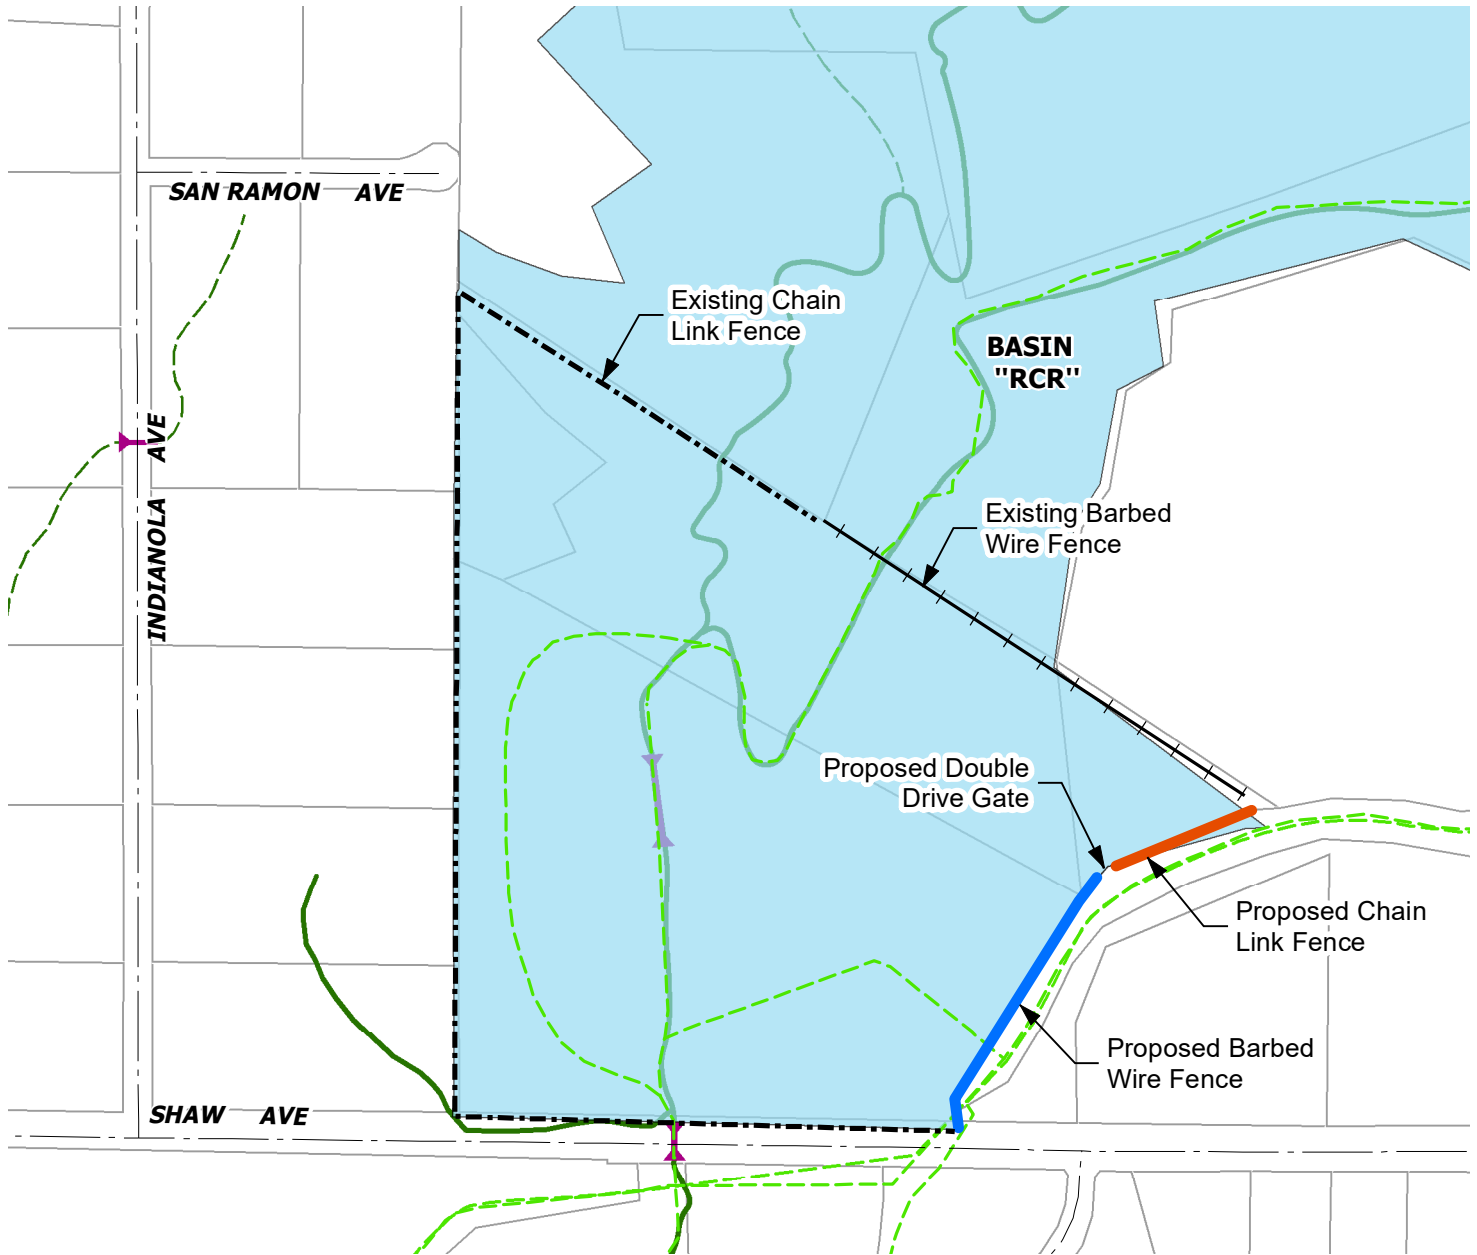 SAN RAMON AVE
Existing Chain
Link Fence
BASIN
"RCR"
INDIANOLA AVE
Existing Barbed
Wire Fence
Proposed Double
Drive Gate
Proposed Chain
Link Fence
Proposed Barbed
Wire Fence
SHAW AVE